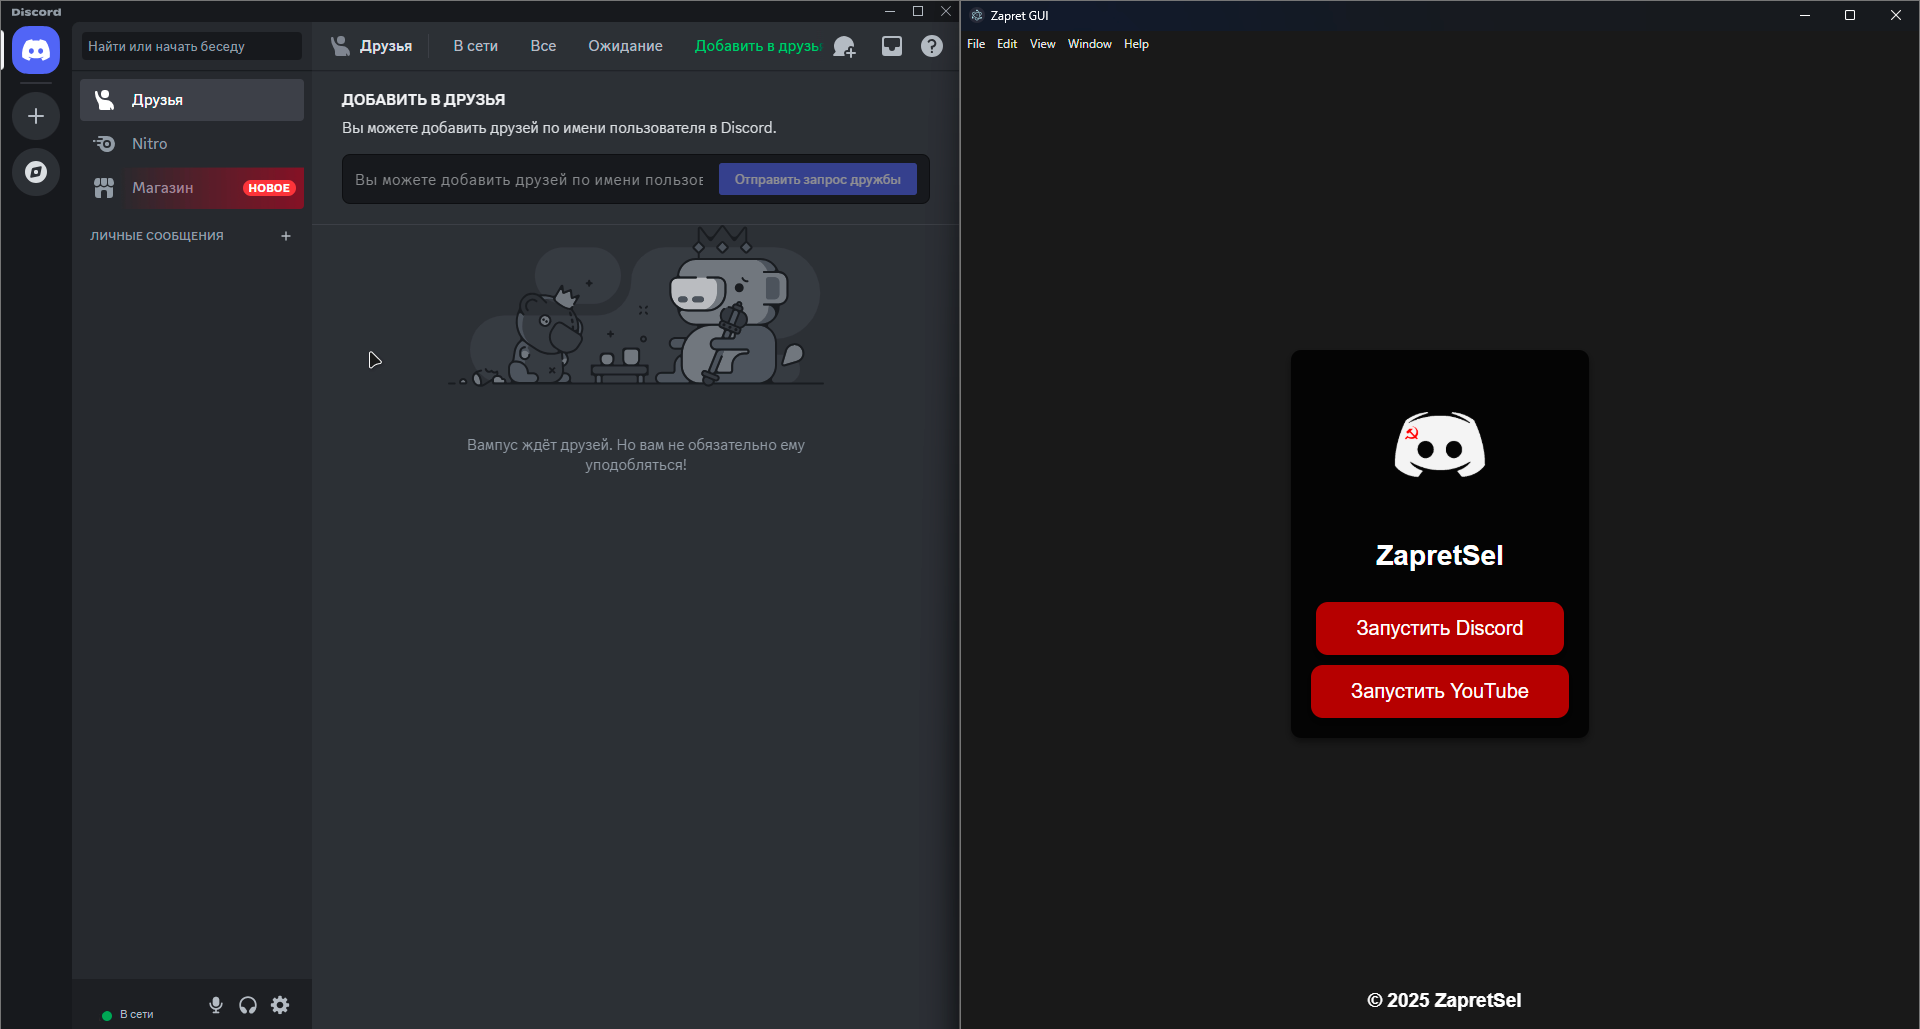 Discord
Найти или начать беседу
Друзья
Nitro
Магазин
НОВОЕ
ЛИЧНЫЕ СООБЩЕНИЯ
В сети
Друзья
В сети
Все
Ожидание
Добавить в друзь
ДОБАВИТЬ В ДРУЗЬЯ
Вы можете добавить друзей по имени пользователя в Discord.
Вы можете добавить друзей по имени пользов
Отправить запрос дружбы
Вампус ждёт друзей. Но вам не обязательно ему
уподобляться!
Zapret GUI
File Edit View Window Help
ZapretSel
Запустить Discord
Запустить YouTube
© 2025 ZapretSel